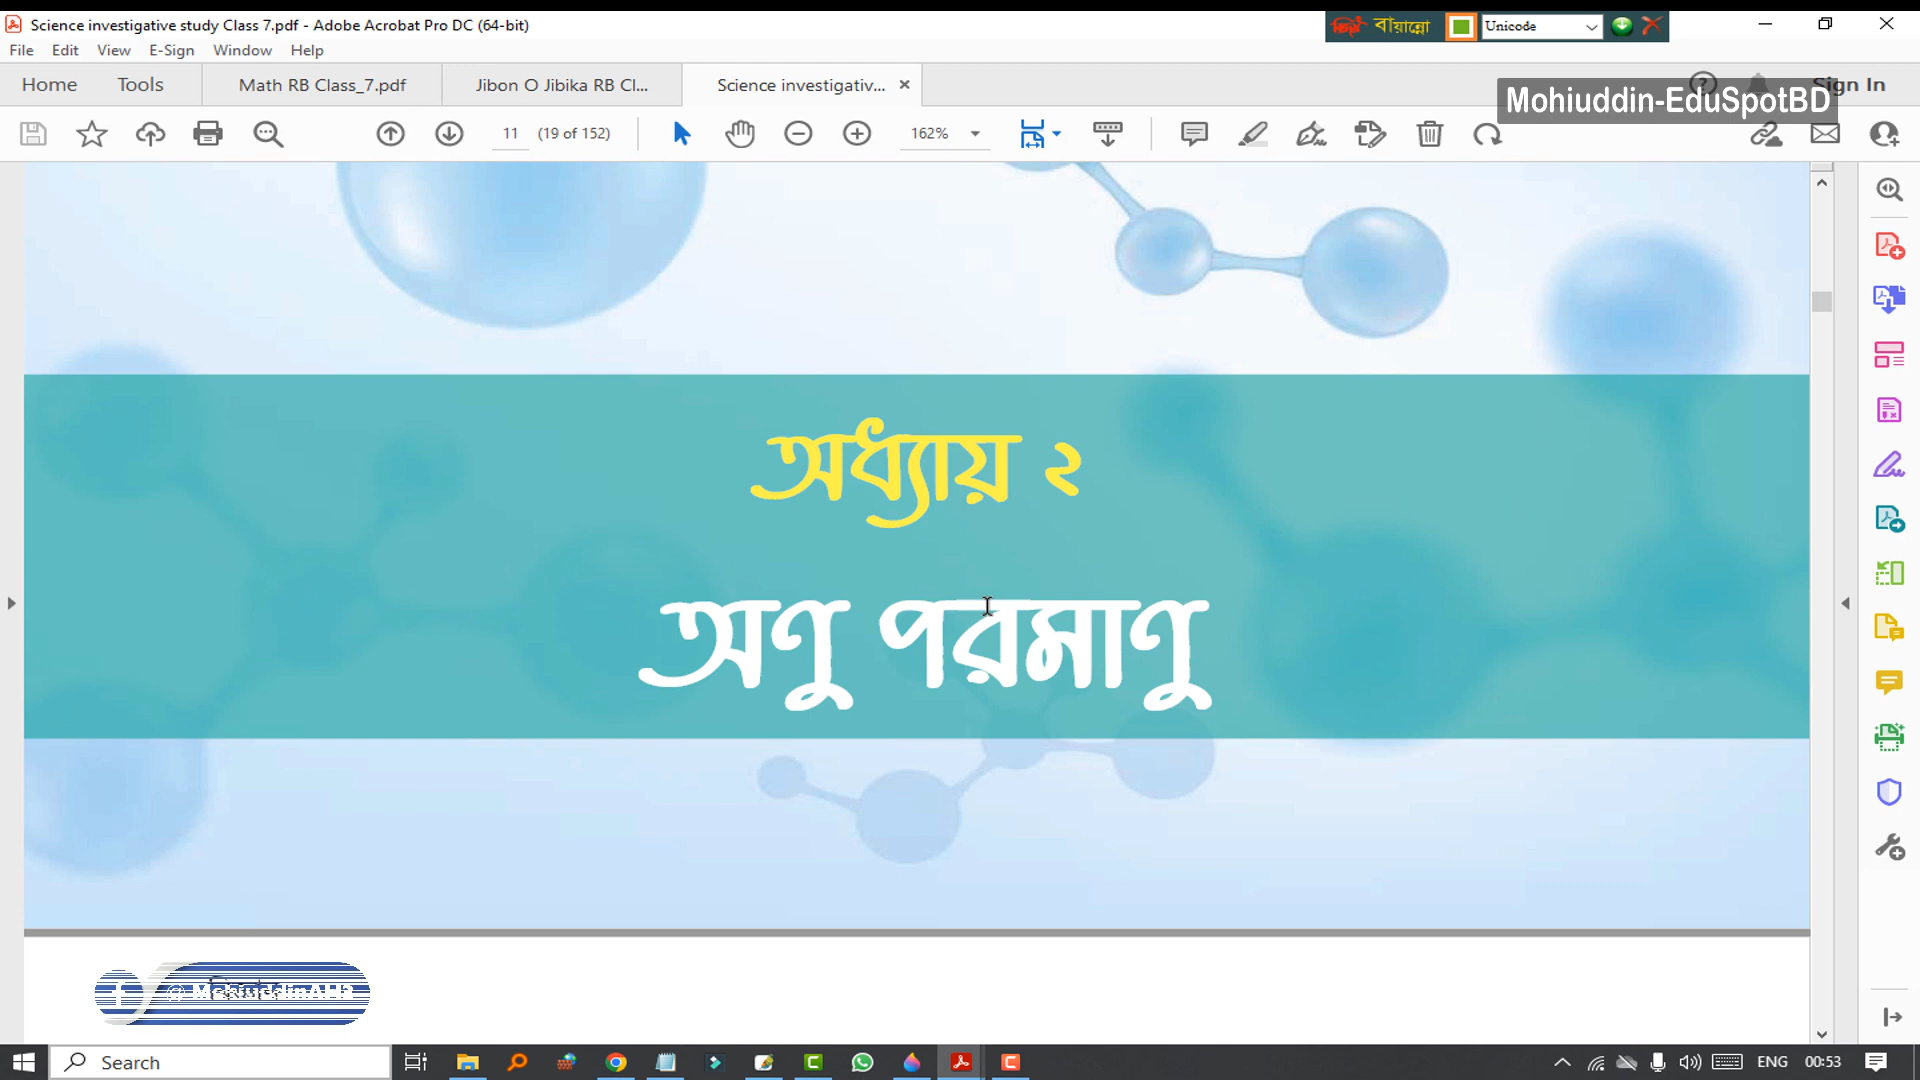 Science investigative study Class 7.pdf - Adobe Acrobat Pro DC (64-bit)
বায়ান্নো
Unicode
File Edit View E-Sign Window Help
Home Tools Math RB Class_7.pdf Jibon O Jibika RB Cl... Science investigativ... Sign In
Mohiuddin-EduSpotBD
11 (19 of 152) 162%
অধ্যায় ২
অণু পরমাণু
Search
ENG 00:53